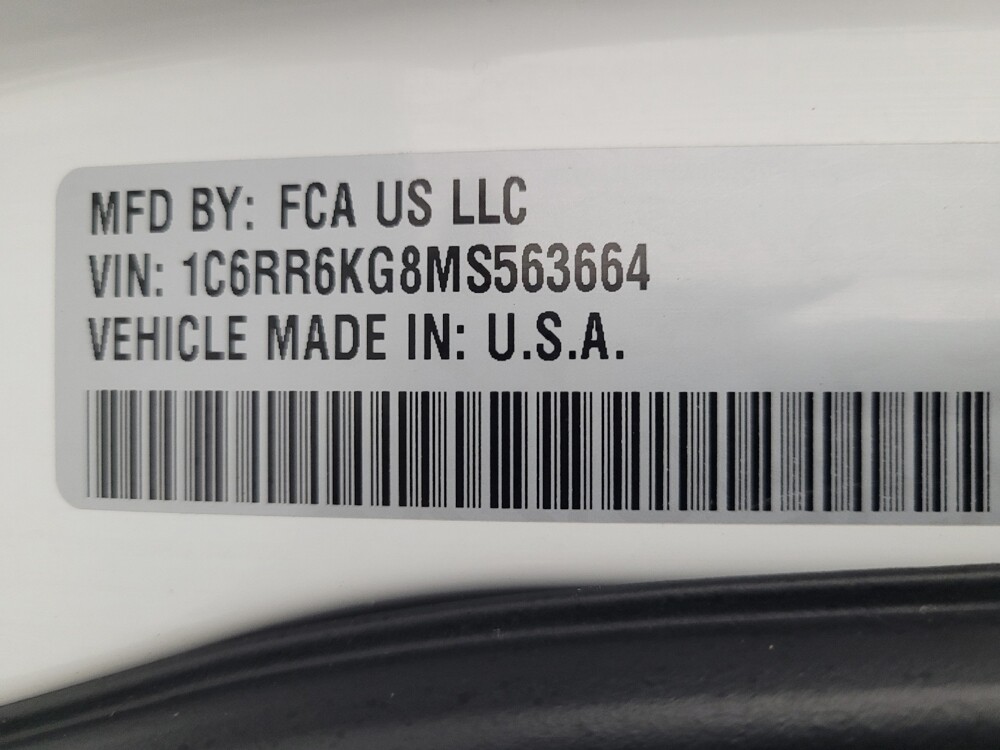 MFD BY: FCA US LLC
VIN: 1C6RR6KG8MS563664
VEHICLE MADE IN: U.S.A.